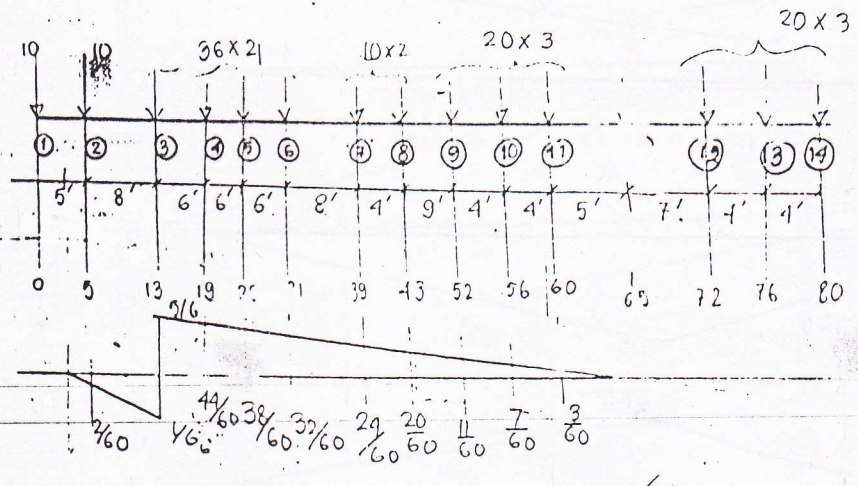 20 X 3
10 10 36 X 2 10 X 2 20 X 3
① ② ③ ④ ⑤ ⑥ ⑦ ⑧ ⑨ ⑩ ⑪ ⑬ ⑭
5' 8' 6' 6' 6' 8' 4' 9' 4' 4' 5' 7' 4' 4'
0 5 13 19 39 43 52 56 60 72 76 80
5/6
2/60 44/60 38/60 32/60 24/60 20/60 11/60 7/60 3/60